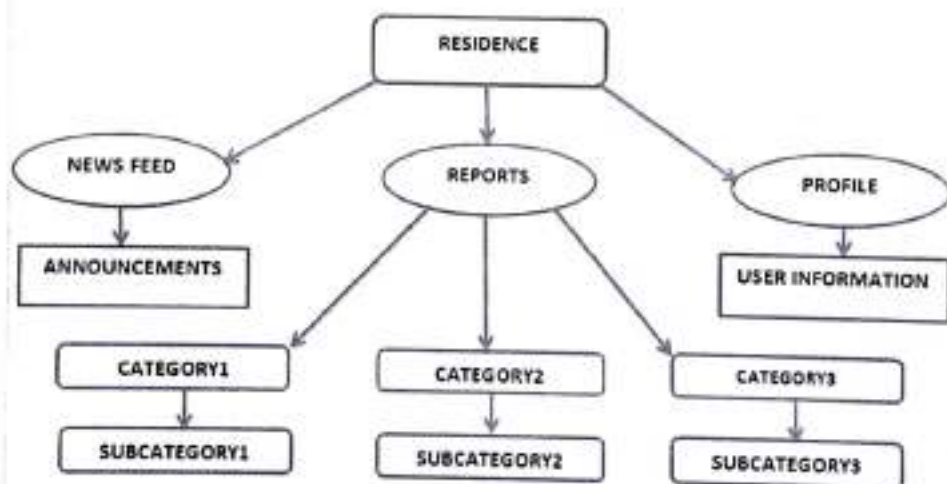 RESIDENCE
NEWS FEED
REPORTS
PROFILE
ANNOUNCEMENTS
USER INFORMATION
CATEGORY1
CATEGORY2
CATEGORY3
SUBCATEGORY1
SUBCATEGORY2
SUBCATEGORY3